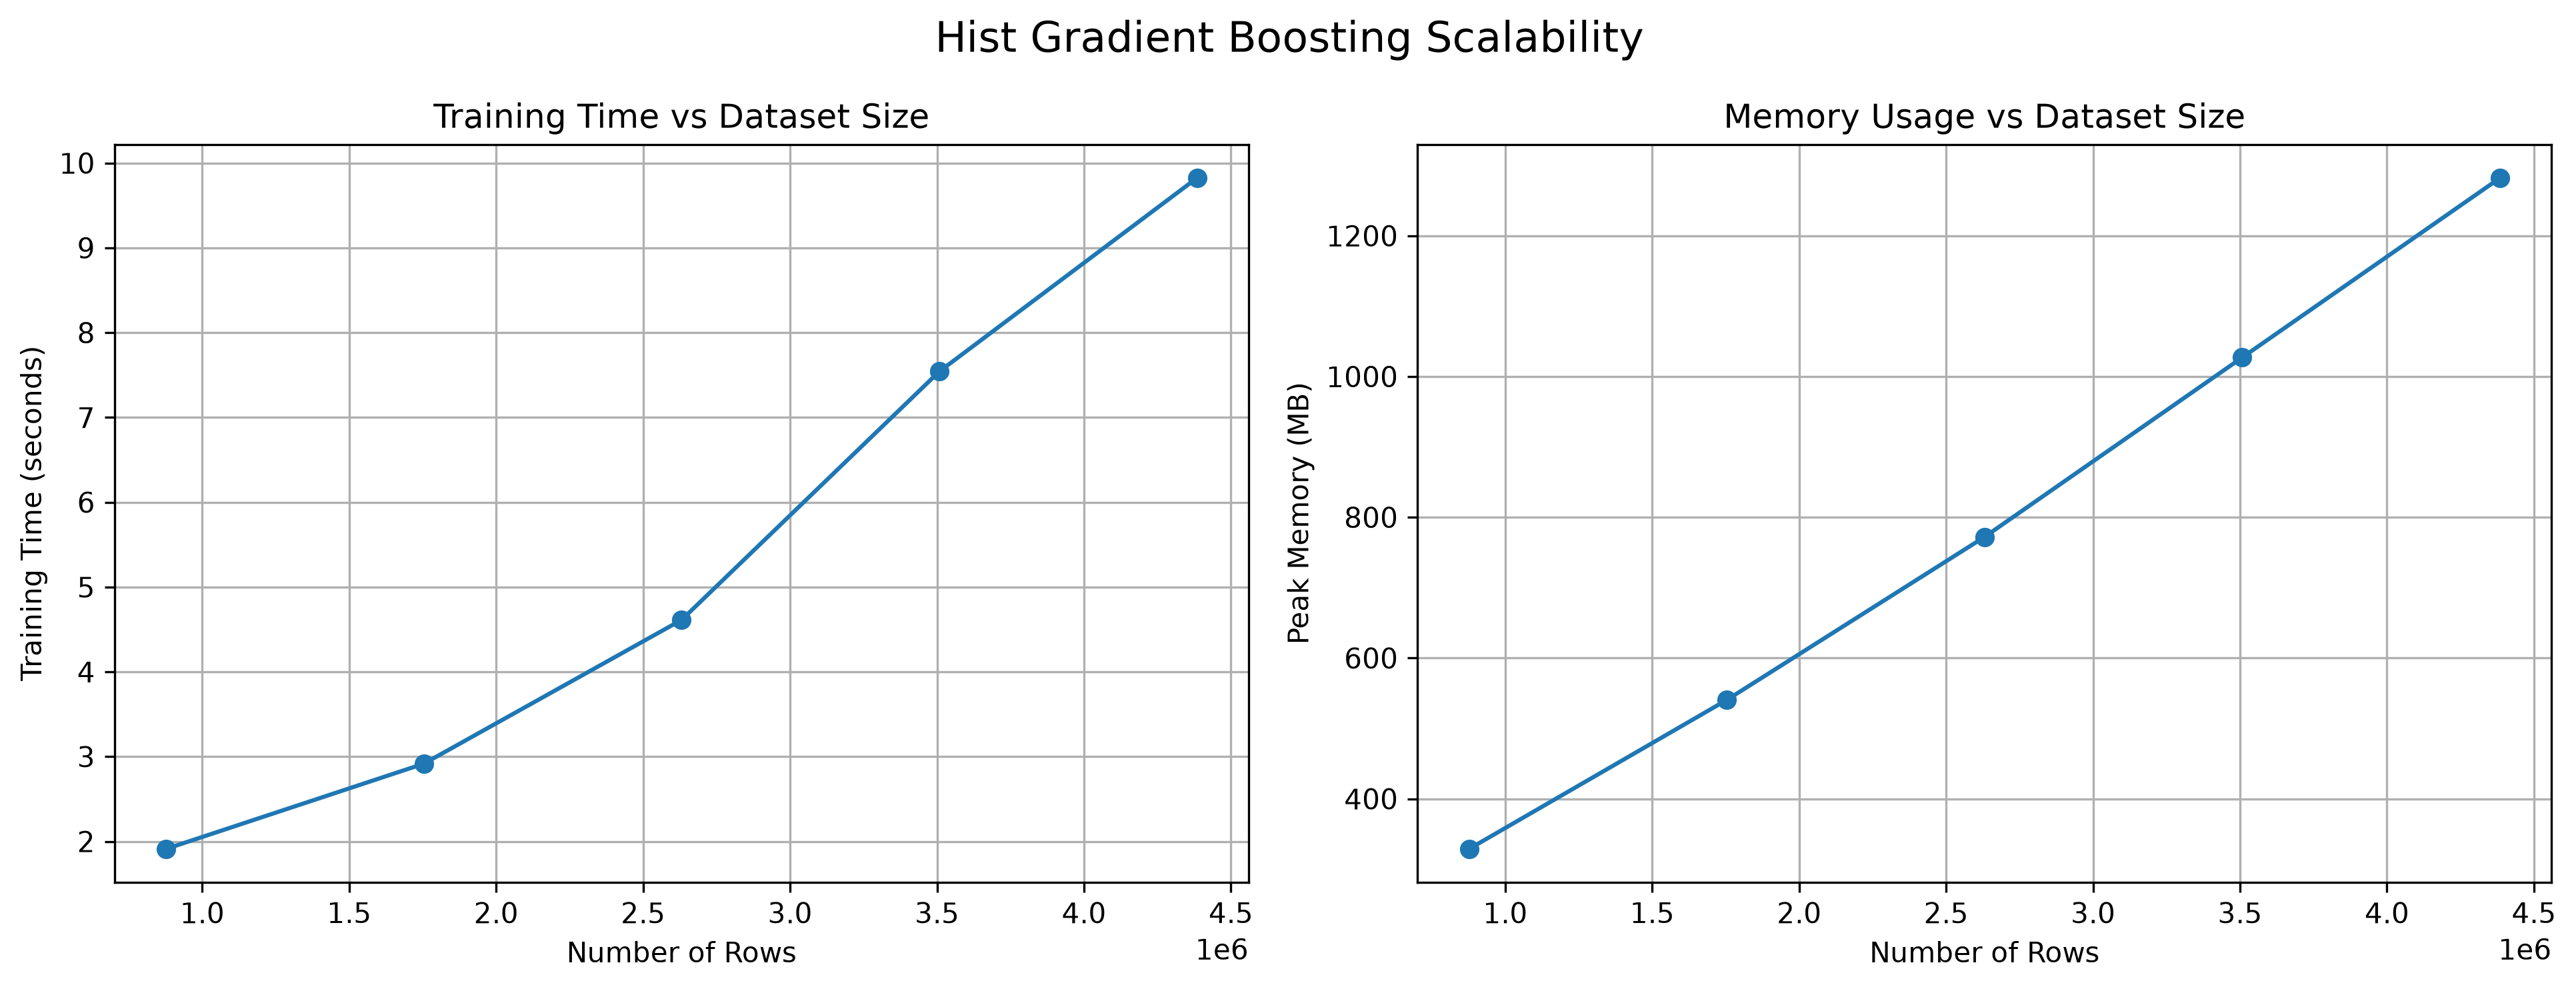 Hist Gradient Boosting Scalability
Training Time vs Dataset Size
10
9
8
7
6
5
4
3
2
Training Time (seconds)
1.0 1.5 2.0 2.5 3.0 3.5 4.0 4.5
1e6
Number of Rows
Memory Usage vs Dataset Size
1200
1000
800
600
400
Peak Memory (MB)
1.0 1.5 2.0 2.5 3.0 3.5 4.0 4.5
1e6
Number of Rows